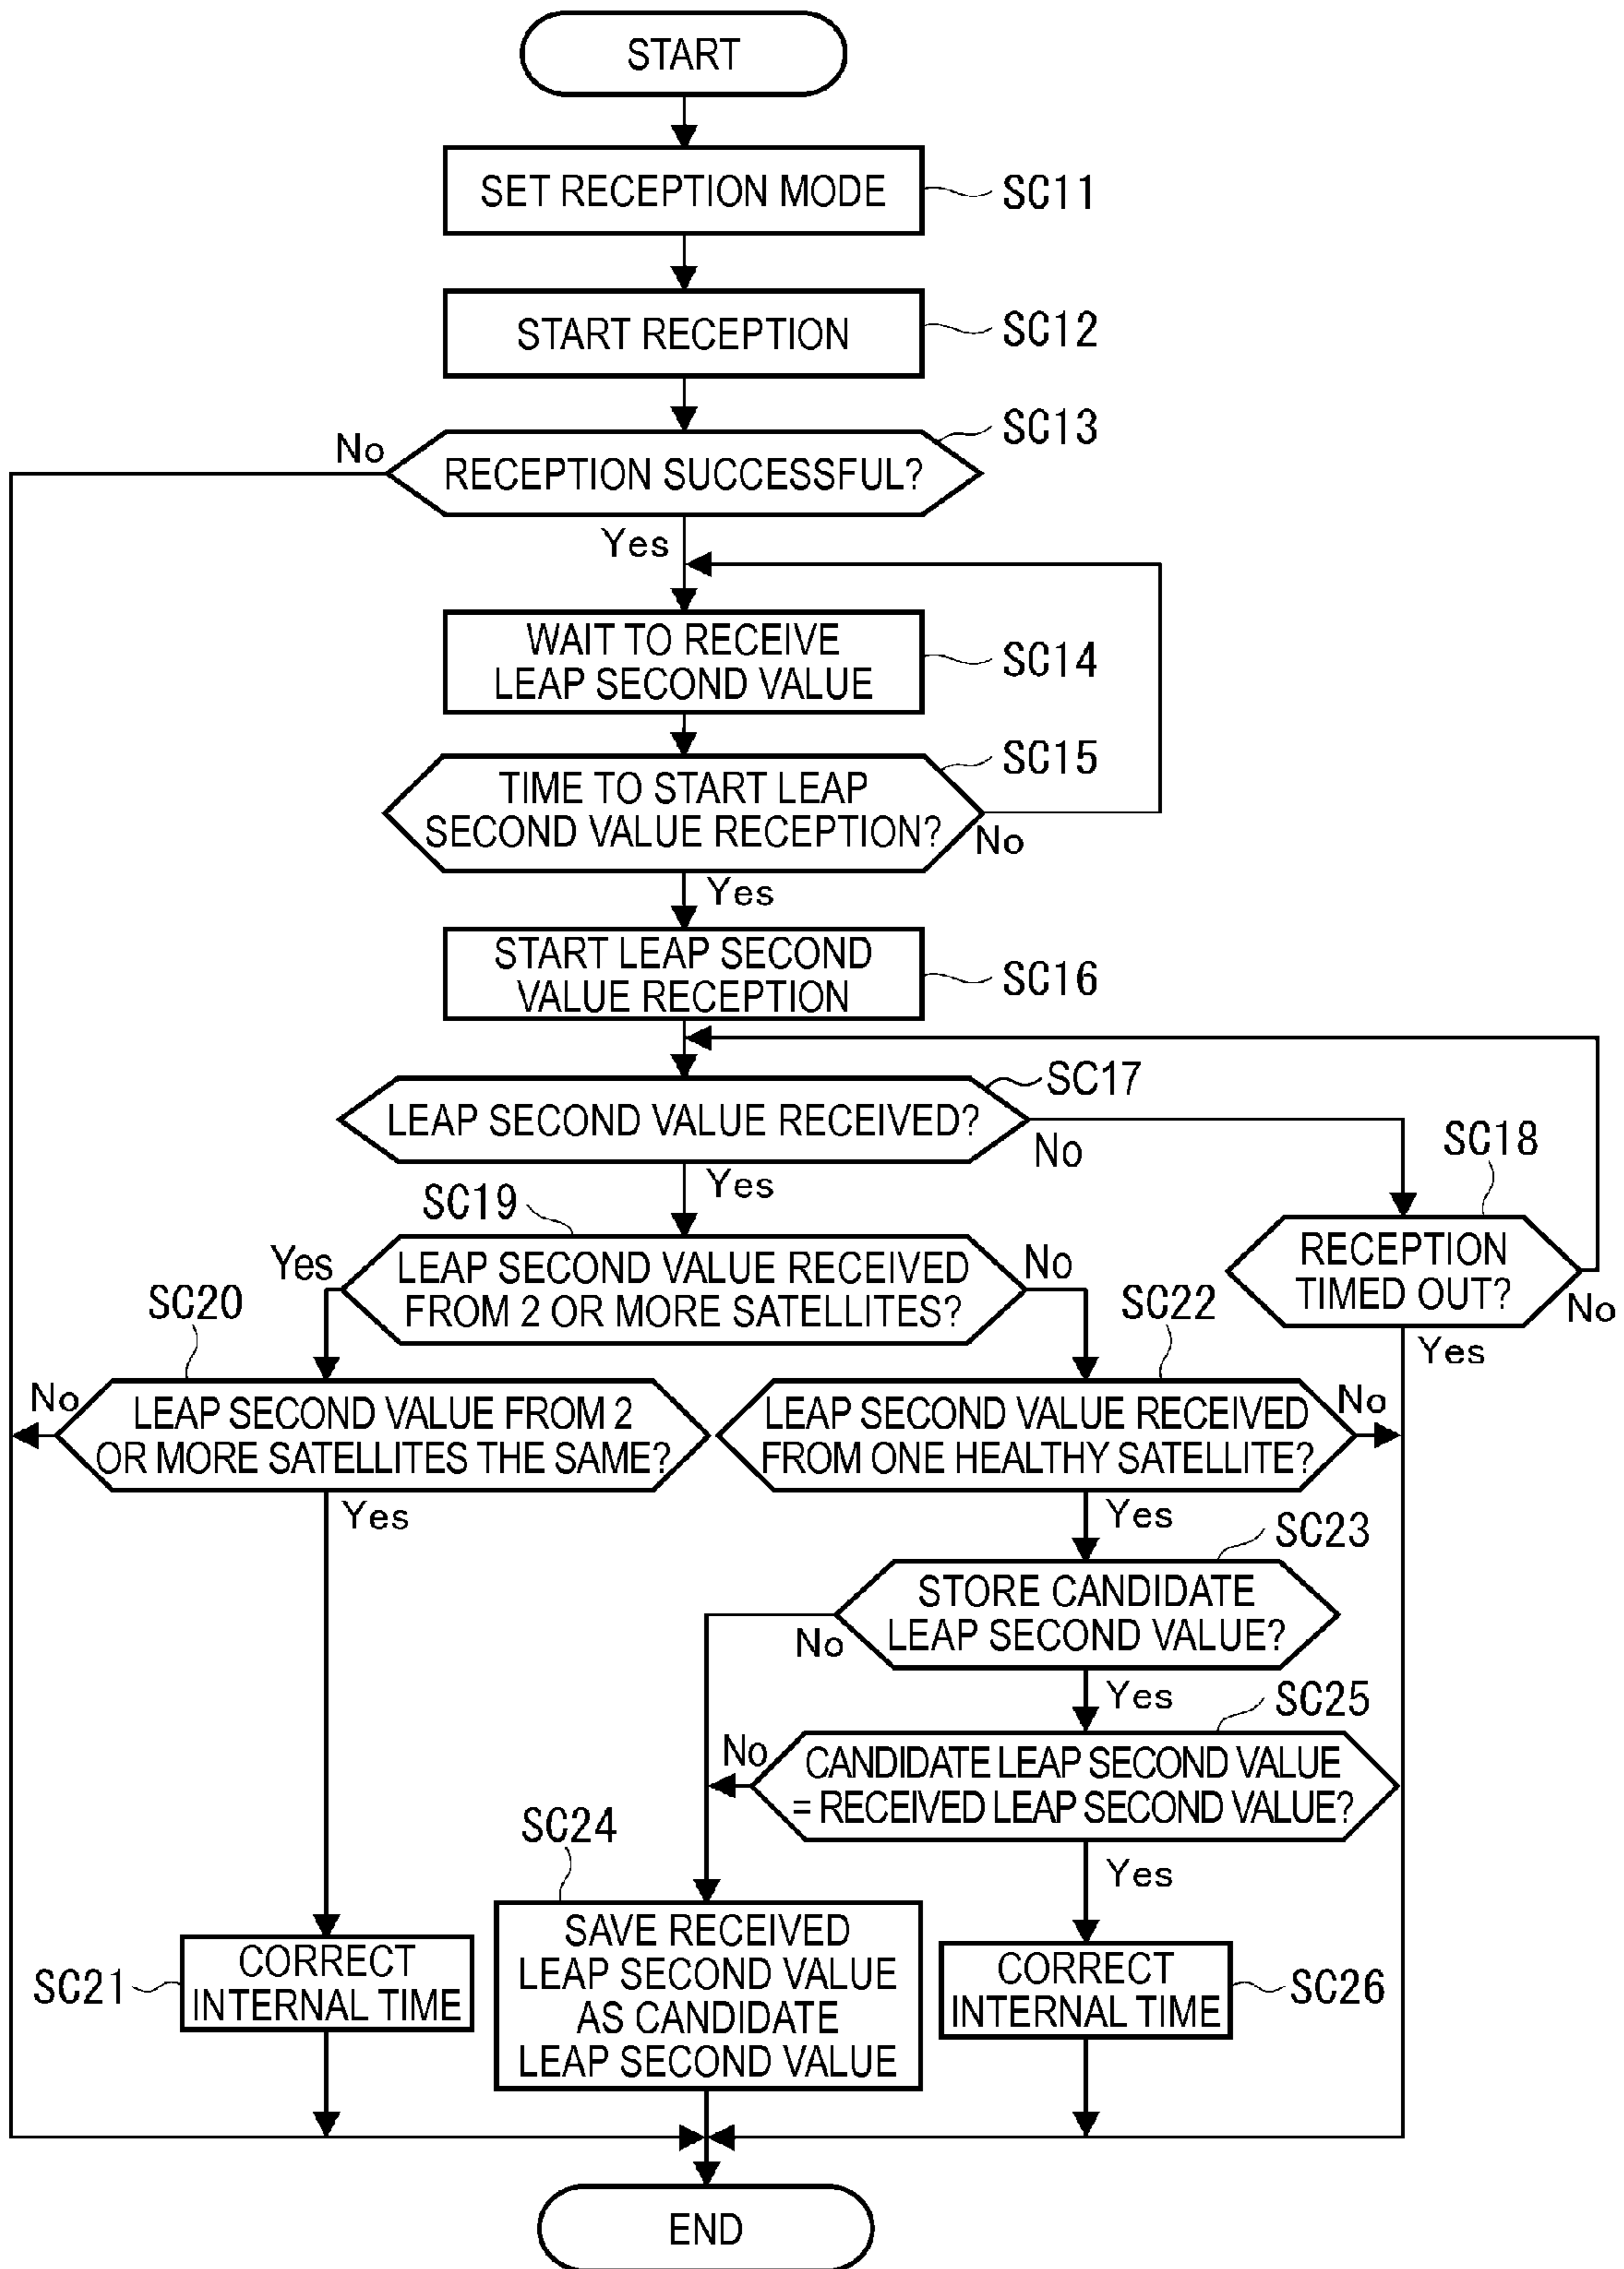 START
SET RECEPTION MODE
SC11
START RECEPTION
SC12
SC13
No
RECEPTION SUCCESSFUL?
Yes
WAIT TO RECEIVE
LEAP SECOND VALUE
SC14
SC15
TIME TO START LEAP
SECOND VALUE RECEPTION?
No
Yes
START LEAP SECOND
VALUE RECEPTION
SC16
SC17
LEAP SECOND VALUE RECEIVED?
No
Yes
SC18
RECEPTION
TIMED OUT?
No
Yes
SC19
LEAP SECOND VALUE RECEIVED
FROM 2 OR MORE SATELLITES?
Yes
No
SC20
No
LEAP SECOND VALUE FROM 2
OR MORE SATELLITES THE SAME?
Yes
SC22
LEAP SECOND VALUE RECEIVED
FROM ONE HEALTHY SATELLITE?
No
Yes
SC23
STORE CANDIDATE
LEAP SECOND VALUE?
No
Yes
SC25
No
CANDIDATE LEAP SECOND VALUE
= RECEIVED LEAP SECOND VALUE?
Yes
SC24
SAVE RECEIVED
LEAP SECOND VALUE
AS CANDIDATE
LEAP SECOND VALUE
SC21
CORRECT
INTERNAL TIME
CORRECT
INTERNAL TIME
SC26
END